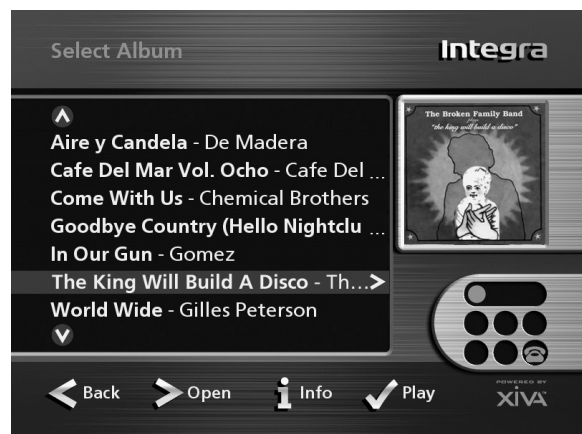 Select Album
Integra
Aire y Candela - De Madera
Cafe Del Mar Vol. Ocho - Cafe Del ...
Come With Us - Chemical Brothers
Goodbye Country (Hello Nightclu ...
In Our Gun - Gomez
The King Will Build A Disco - Th...>
World Wide - Gilles Peterson
The Broken Family Band
plays
"the king will build a disco"
Back
Open
i Info
Play
POWERED BY
XiVA